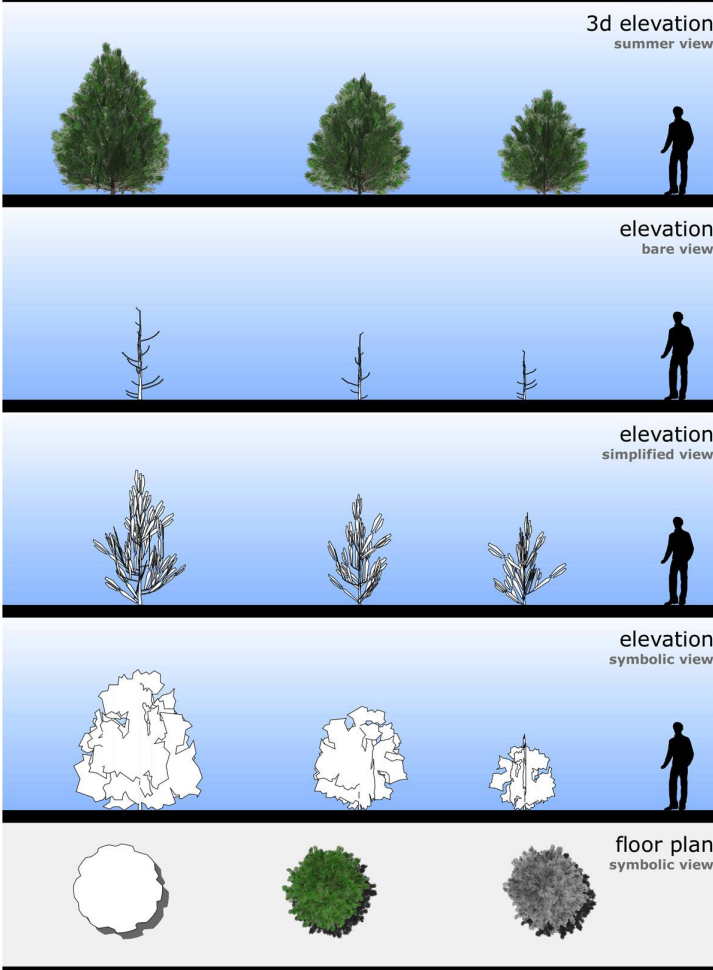 3d elevation
summer view
elevation
bare view
elevation
simplified view
elevation
symbolic view
floor plan
symbolic view